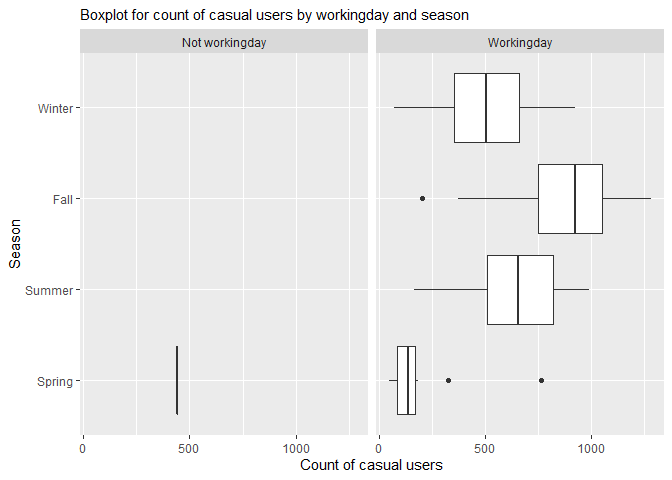 Boxplot for count of casual users by workingday and season
Not workingday
Workingday
Season
Winter
Fall
Summer
Spring
0 500 1000 0 500 1000
Count of casual users